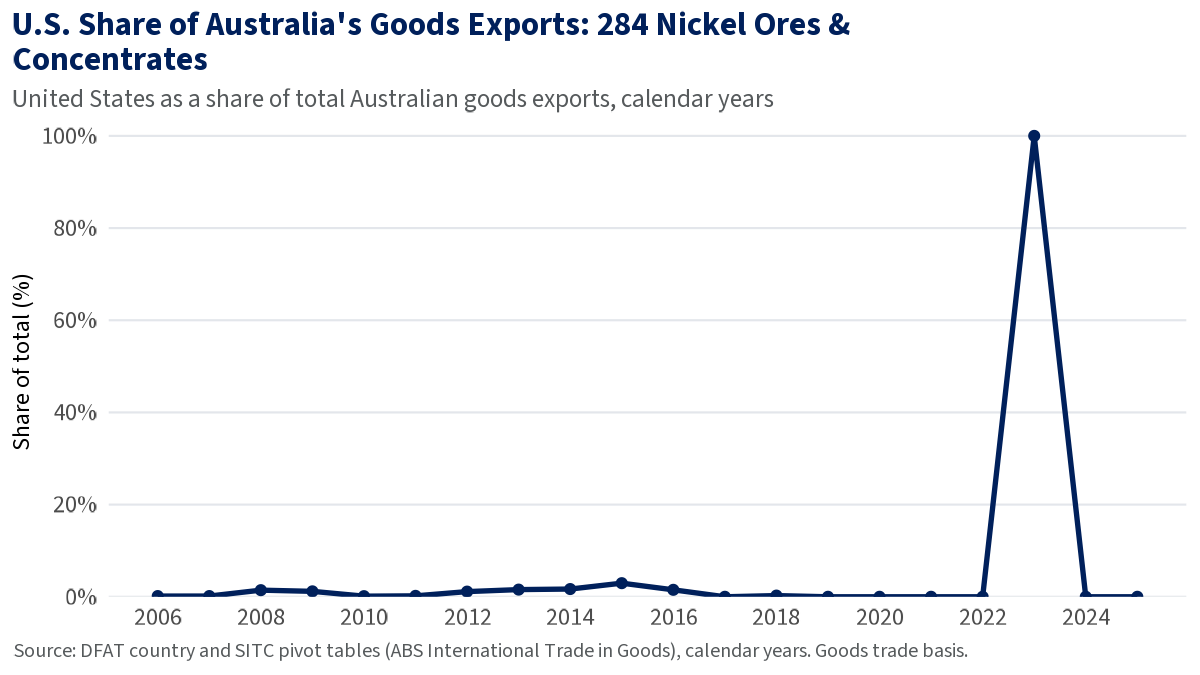 U.S. Share of Australia's Goods Exports: 284 Nickel Ores &
Concentrates
United States as a share of total Australian goods exports, calendar years
100%
80%
60%
40%
20%
0%
Share of total (%)
2006 2008 2010 2012 2014 2016 2018 2020 2022 2024
Source: DFAT country and SITC pivot tables (ABS International Trade in Goods), calendar years. Goods trade basis.